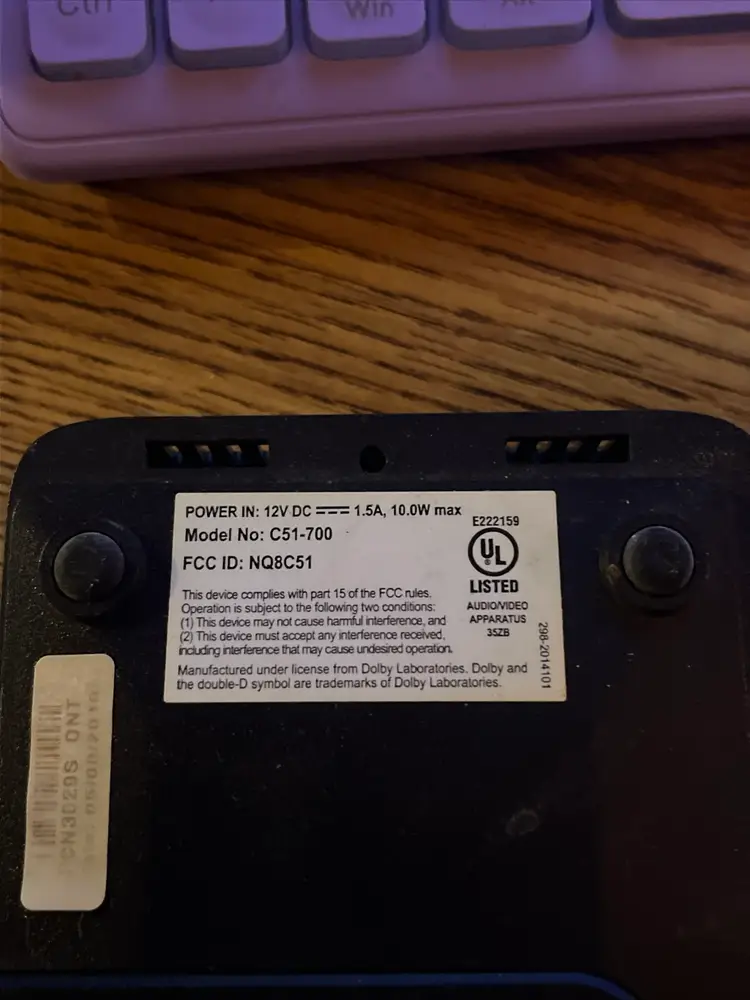 Ctrl
Win
Alt
POWER IN: 12V DC 1.5A, 10.0W max
Model No: C51-700
FCC ID: NQ8C51
E222159
UL
LISTED
AUDIO/VIDEO
APPARATUS
35ZB
This device complies with part 15 of the FCC rules.
Operation is subject to the following two conditions:
(1) This device may not cause harmful interference, and
(2) This device must accept any interference received,
including interference that may cause undesired operation.
Manufactured under license from Dolby Laboratories. Dolby and
the double-D symbol are trademarks of Dolby Laboratories.
298-2014101
ONT